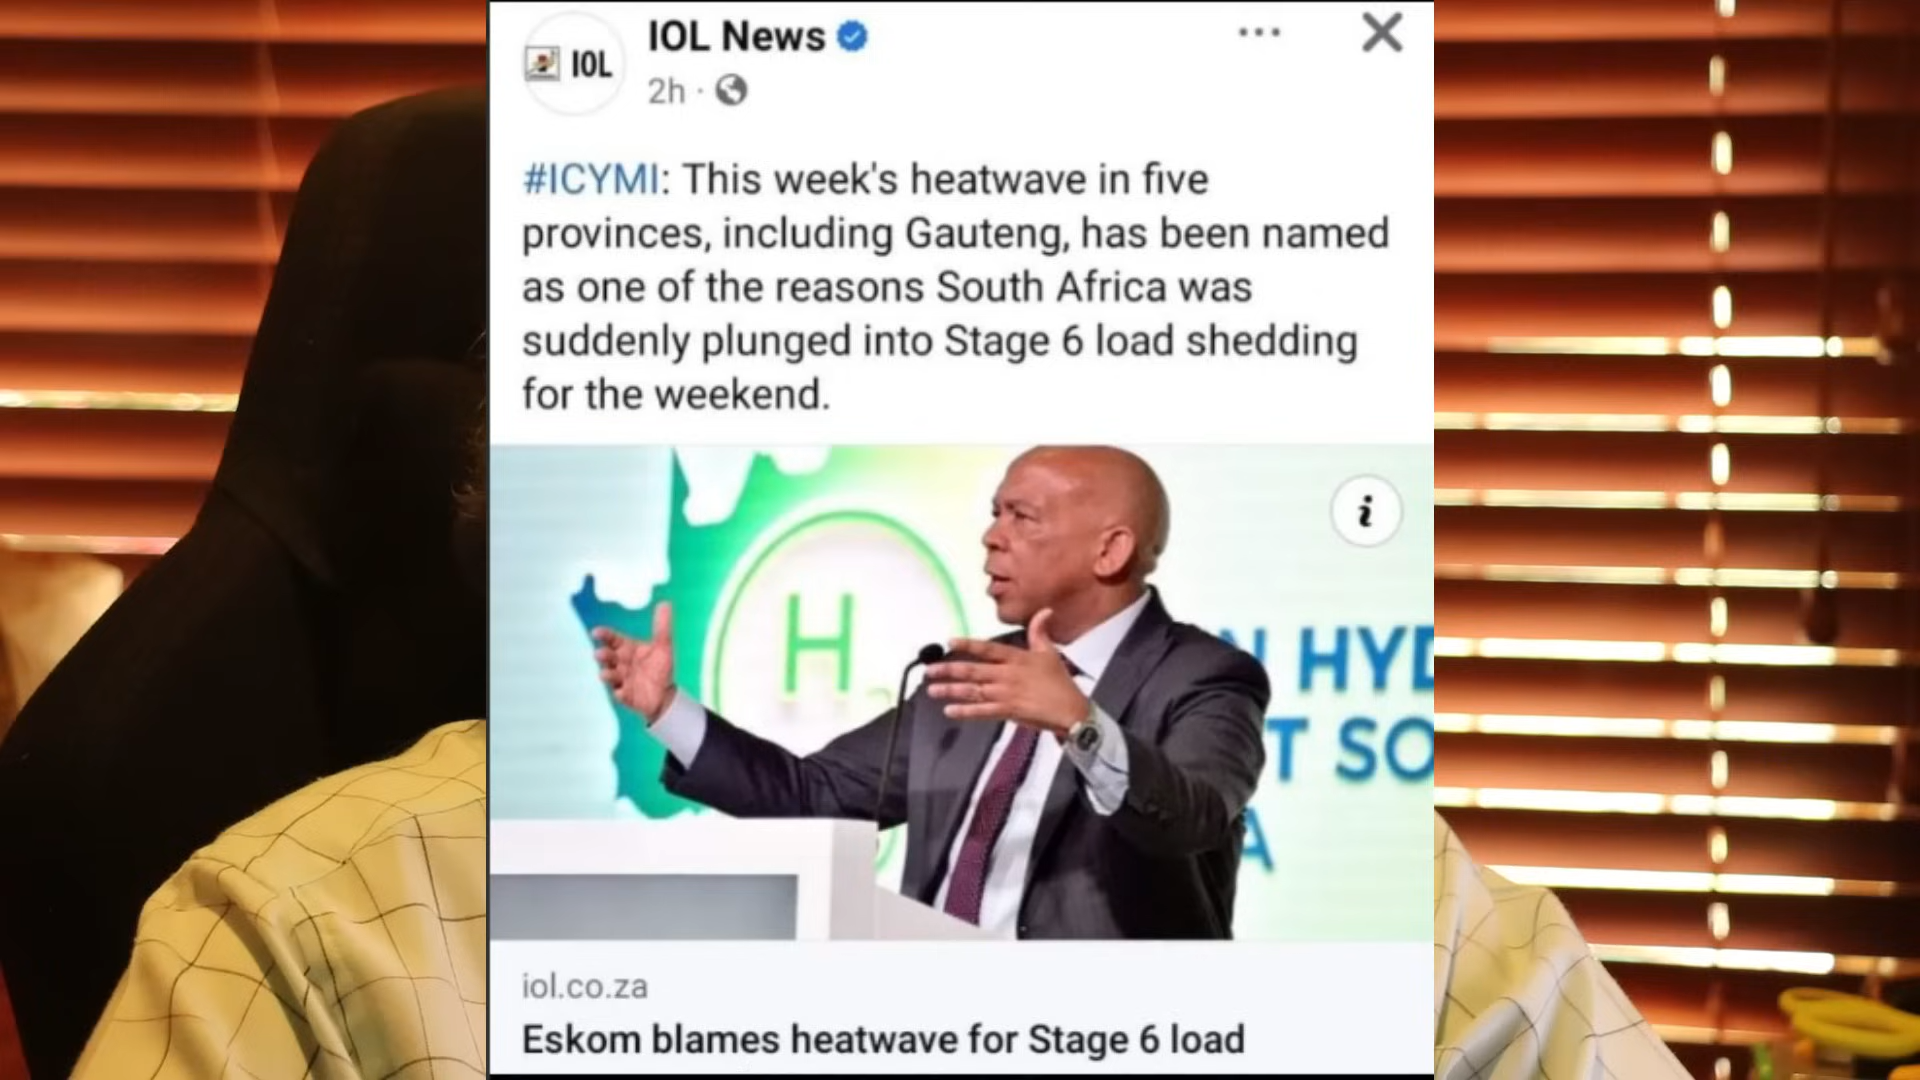 IOL News
IOL
2h ·
#ICYMI: This week's heatwave in five
provinces, including Gauteng, has been named
as one of the reasons South Africa was
suddenly plunged into Stage 6 load shedding
for the weekend.
i
H2
N HYD
T SO
A
iol.co.za
Eskom blames heatwave for Stage 6 load